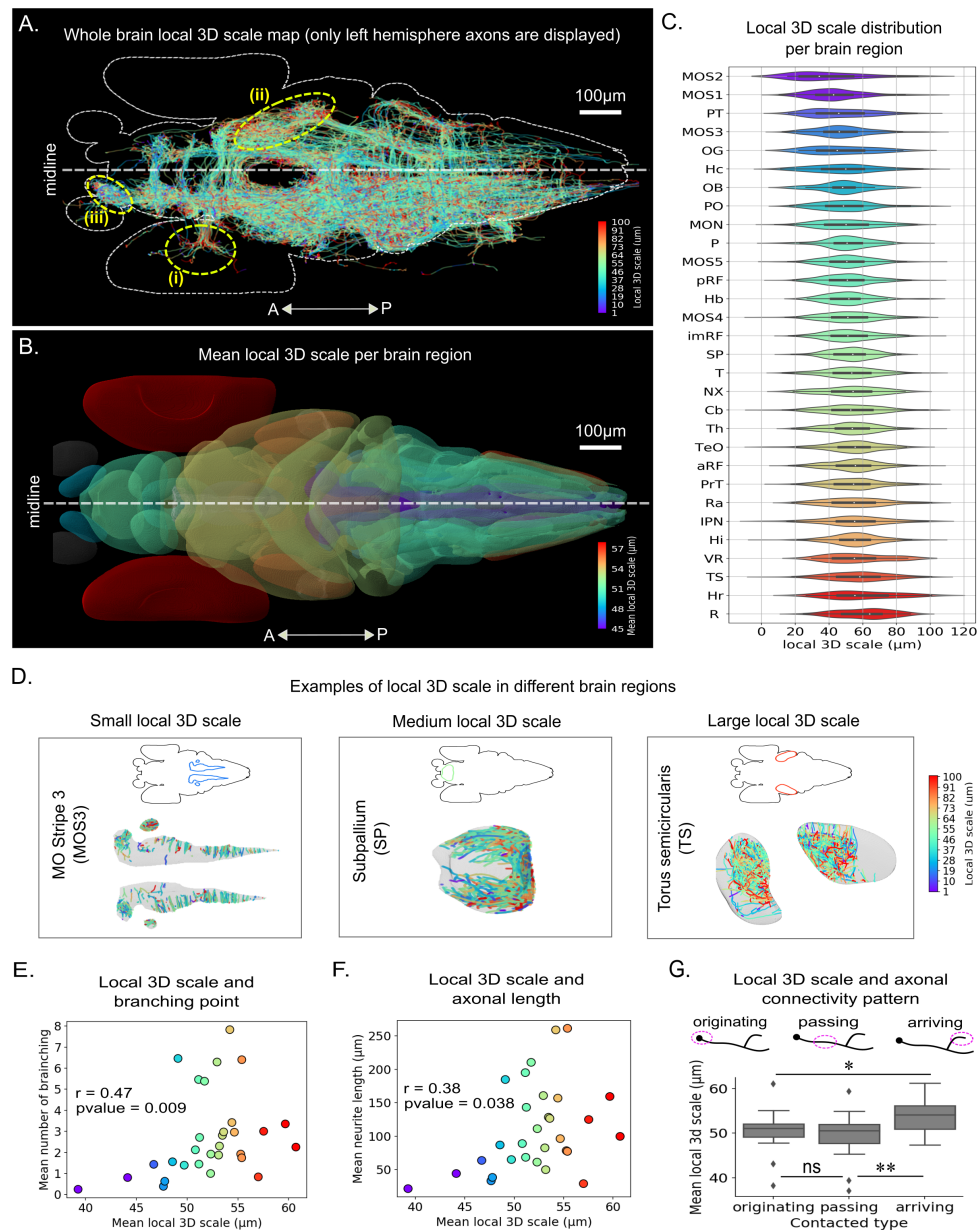 A.
Whole brain local 3D scale map (only left hemisphere axons are displayed)
(ii)
100μm
midline
(iii)
(i)
100
91
82
73
64
55
46
37
28
19
10
1
Local 3D scale (μm)
A
P
B.
Mean local 3D scale per brain region
100μm
midline
57
54
51
48
45
Mean local 3D scale (μm)
A
P
C.
Local 3D scale distribution
per brain region
MOS2
MOS1
PT
MOS3
OG
Hc
OB
PO
MON
P
MOS5
pRF
Hb
MOS4
imRF
SP
T
NX
Cb
Th
TeO
aRF
PrT
Ra
IPN
Hi
VR
TS
Hr
R
0 20 40 60 80 100 120
local 3D scale (μm)
D.
Examples of local 3D scale in different brain regions
Small local 3D scale
MO Stripe 3
(MOS3)
Medium local 3D scale
Subpallium
(SP)
Large local 3D scale
Torus semicircularis
(TS)
100
91
82
73
64
55
46
37
28
19
10
1
Local 3D scale (um)
E.
Local 3D scale and
branching point
Mean number of brainching
8
7
6
5
4
3
2
1
0
r = 0.47
pvalue = 0.009
40 45 50 55 60
Mean local 3D scale (μm)
F.
Local 3D scale and
axonal length
Mean neurite length (μm)
250
200
150
100
50
0
r = 0.38
pvalue = 0.038
40 45 50 55 60
Mean local 3D scale (μm)
G.
Local 3D scale and axonal
connectivity pattern
originating passing arriving
Mean local 3d scale (μm)
60
50
40
*
ns
**
originating passing arriving
Contacted type